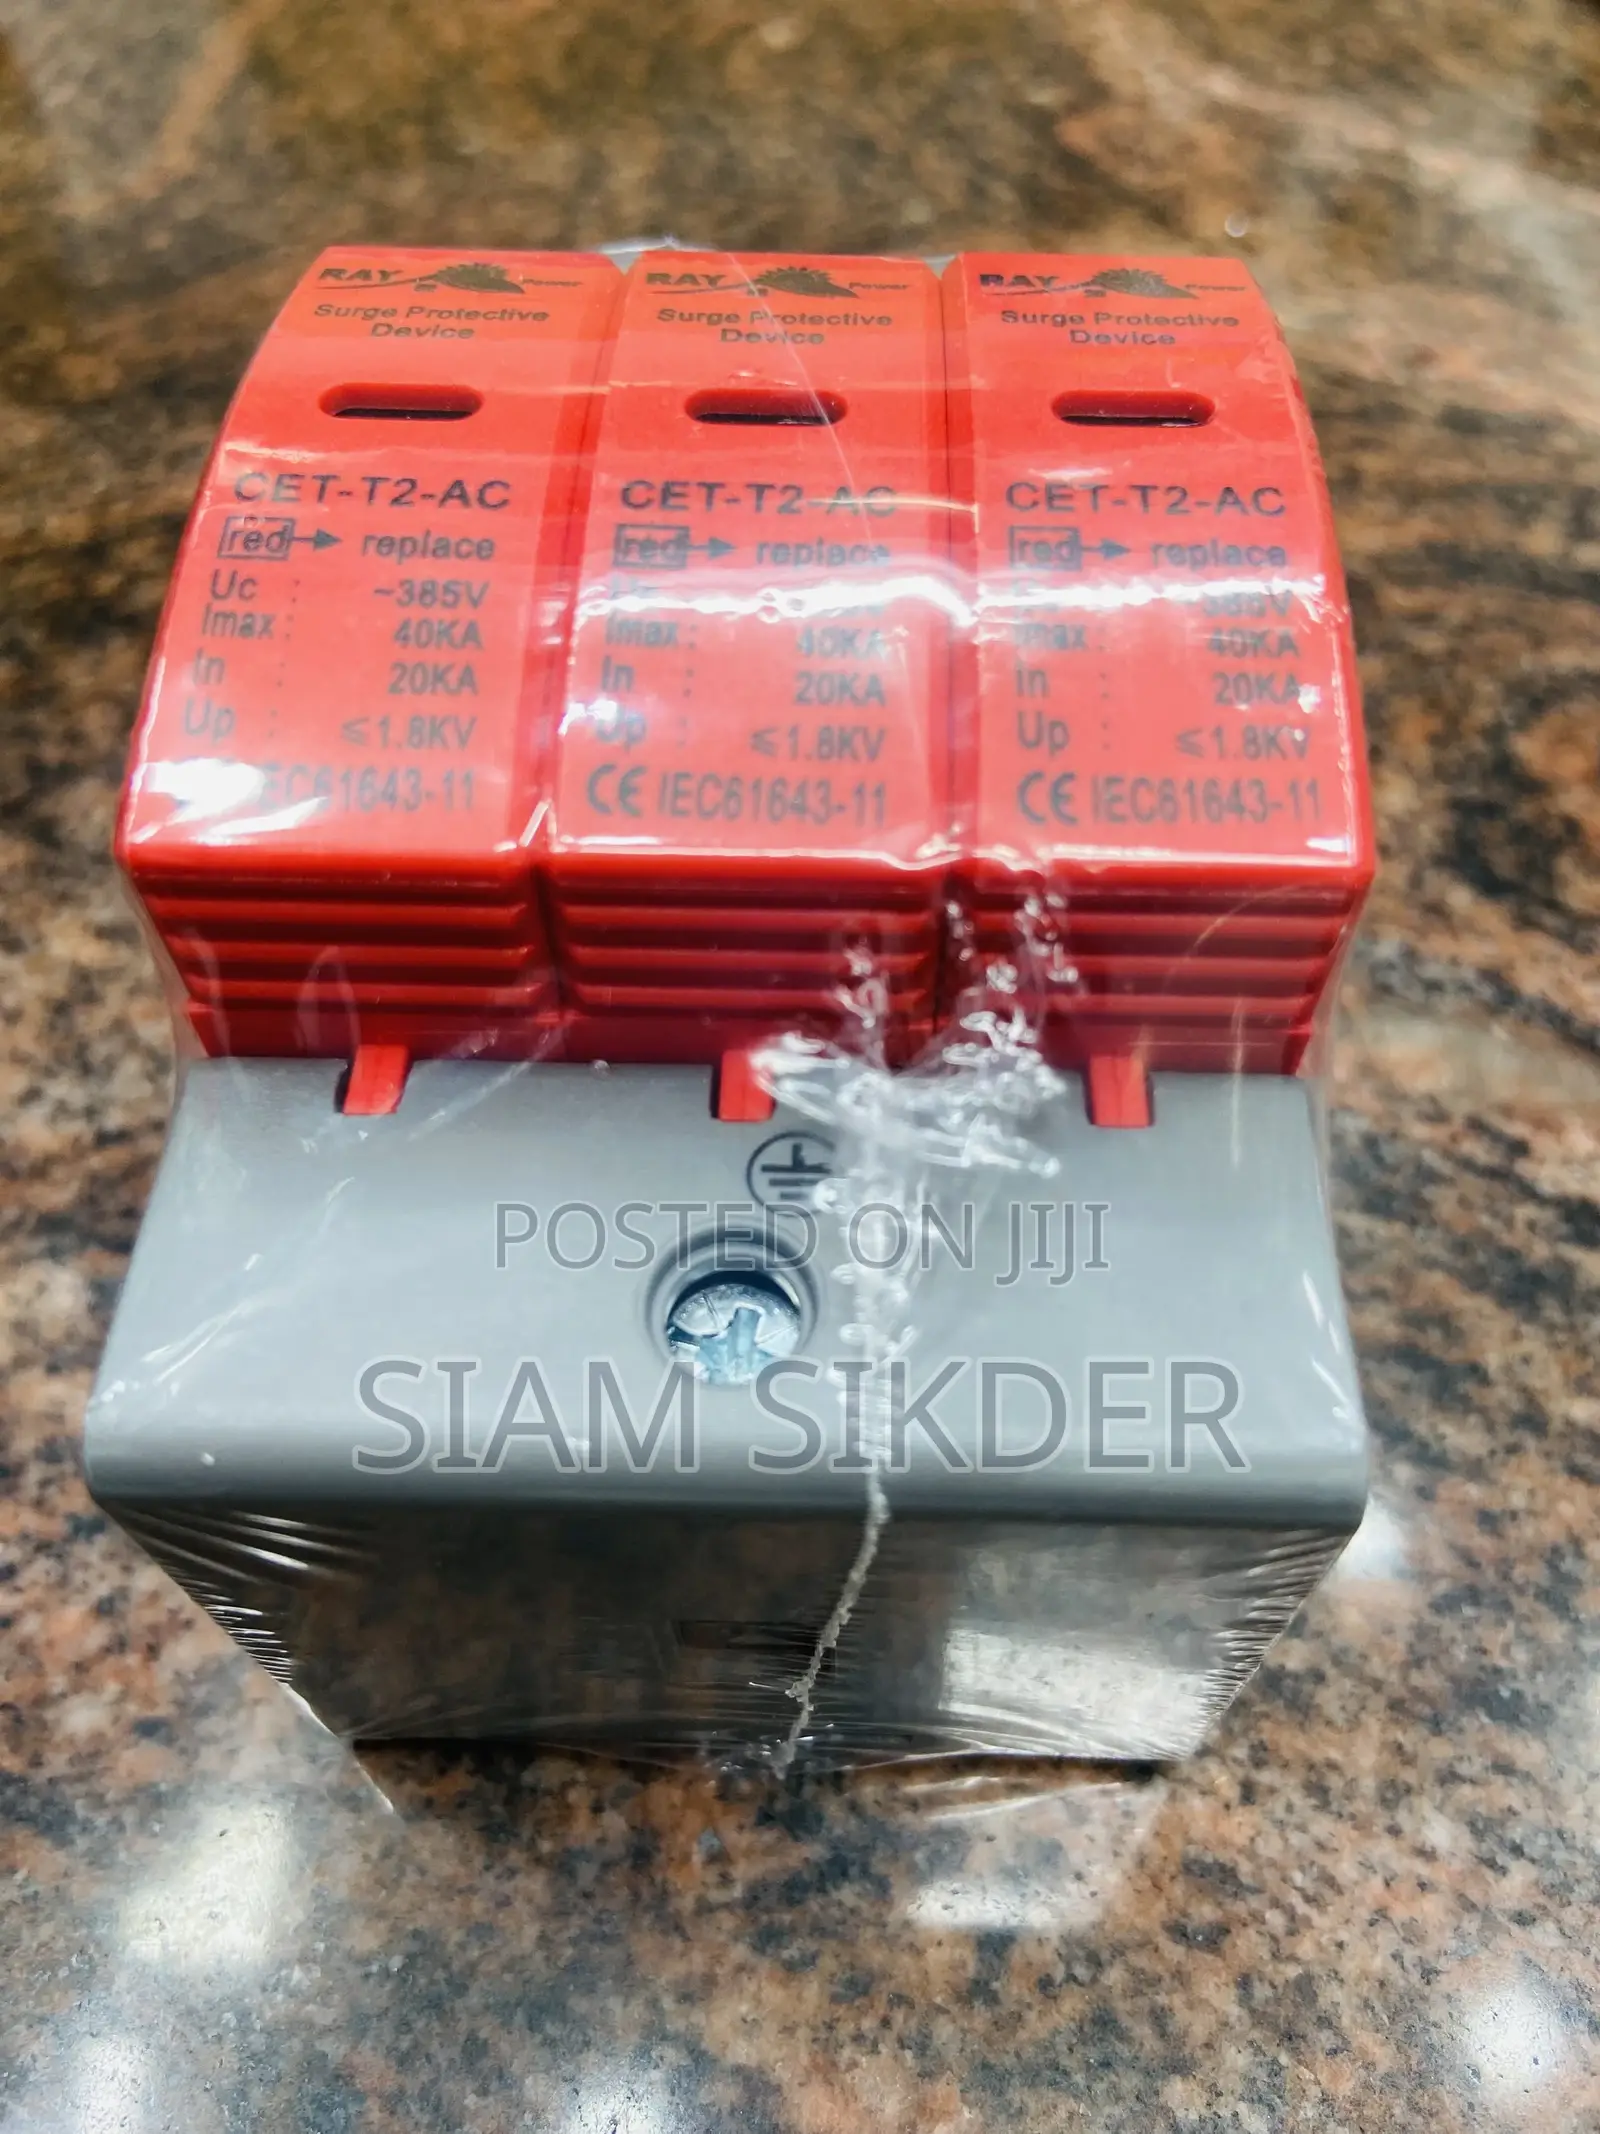 RAY Power
Surge Protective
Device
CET-T2-AC
red replace
Uc : ~385V
Imax : 40KA
In : 20KA
Up : ≤1.8KV
IEC61643-11
RAY Power
Surge Protective
Device
CET-T2-AC
red replace
Imax : 40KA
In : 20KA
Up : ≤1.8KV
CE IEC61643-11
RAY Power
Surge Protective
Device
CET-T2-AC
red replace
~385V
Imax : 40KA
In : 20KA
Up : ≤1.8KV
CE IEC61643-11
POSTED ON JIJI
SIAM SIKDER